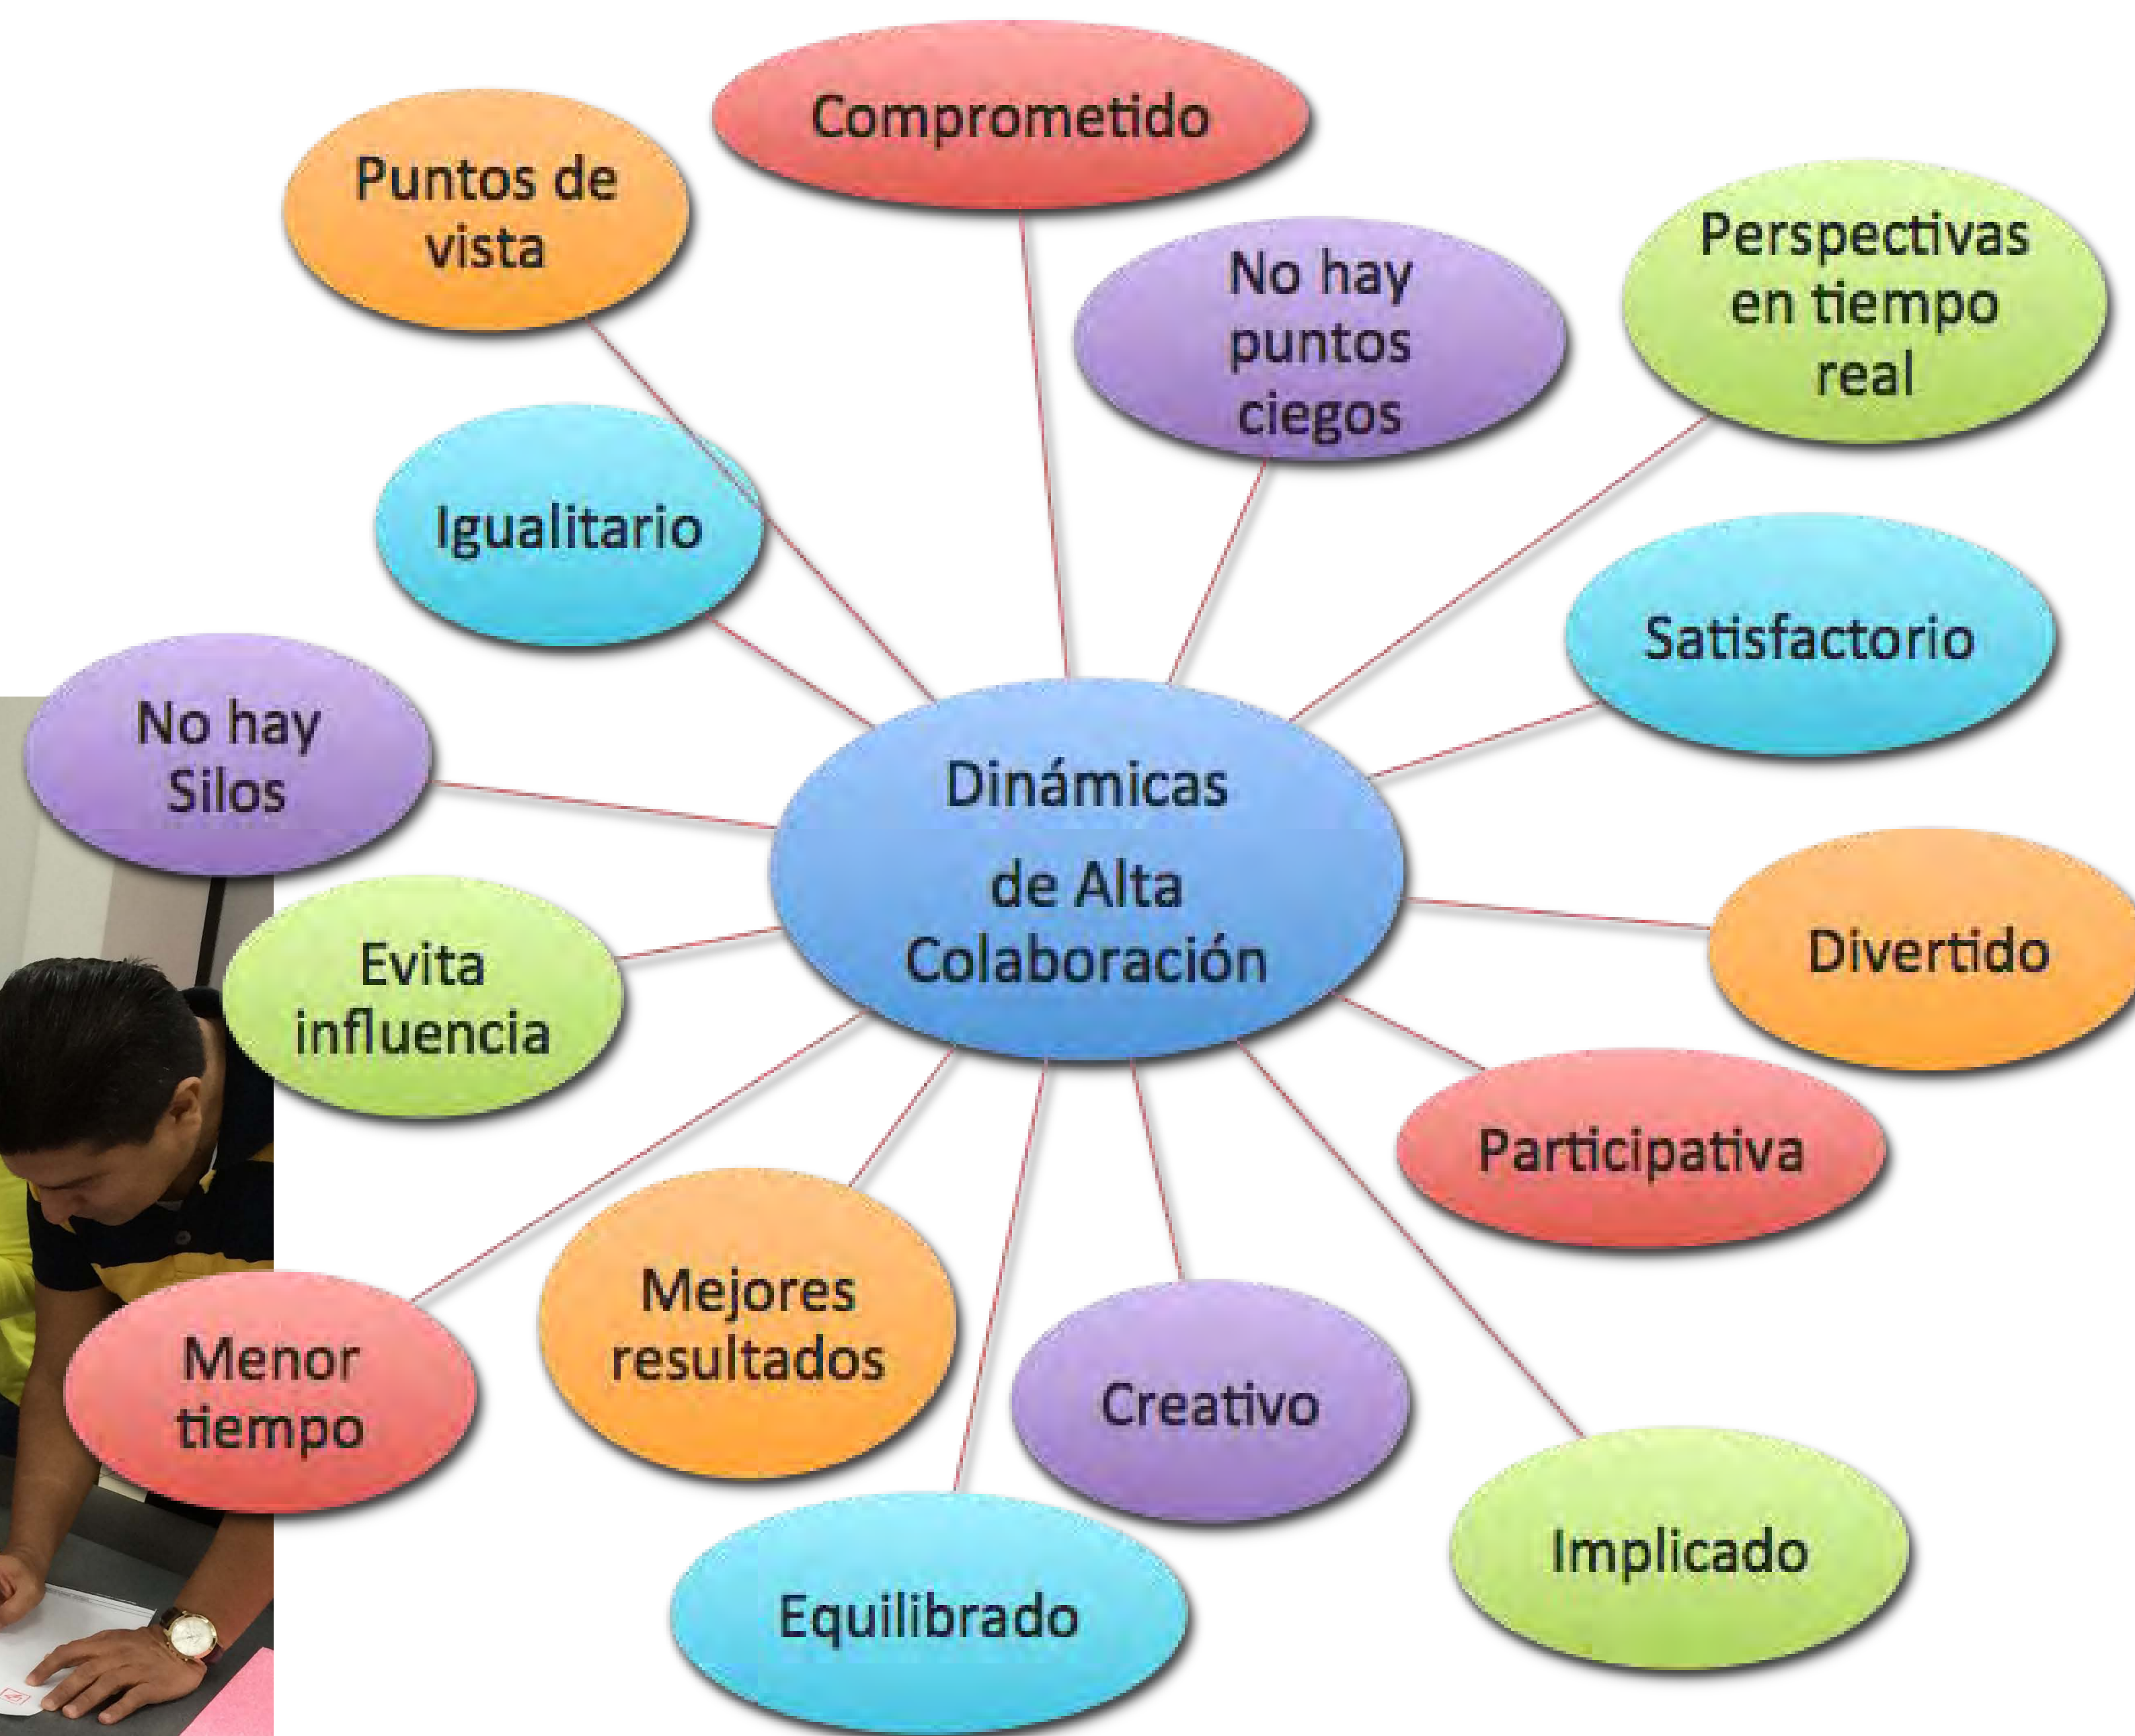 Comprometido
Puntos de
vista
No hay
puntos
ciegos
Perspectivas
en tiempo
real
Igualitario
Satisfactorio
No hay
Silos
Dinámicas
de Alta
Colaboración
Divertido
Evita
influencia
Participativa
Mejores
resultados
Menor
tiempo
Creativo
Implicado
Equilibrado